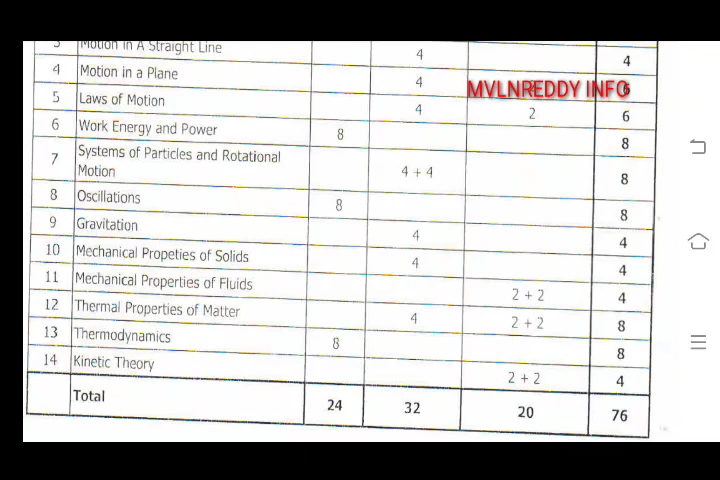 3 Motion in A Straight Line 4 4
4 Motion in a Plane 4 6
MVLNREDDY INFO
5 Laws of Motion 4 2 6
6 Work Energy and Power 8 8
7 Systems of Particles and Rotational
Motion 4 + 4 8
8 Oscillations 8 8
9 Gravitation 4 4
10 Mechanical Propeties of Solids 4 4
11 Mechanical Properties of Fluids 2 + 2 4
12 Thermal Properties of Matter 4 2 + 2 8
13 Thermodynamics 8 8
14 Kinetic Theory 2 + 2 4
Total 24 32 20 76